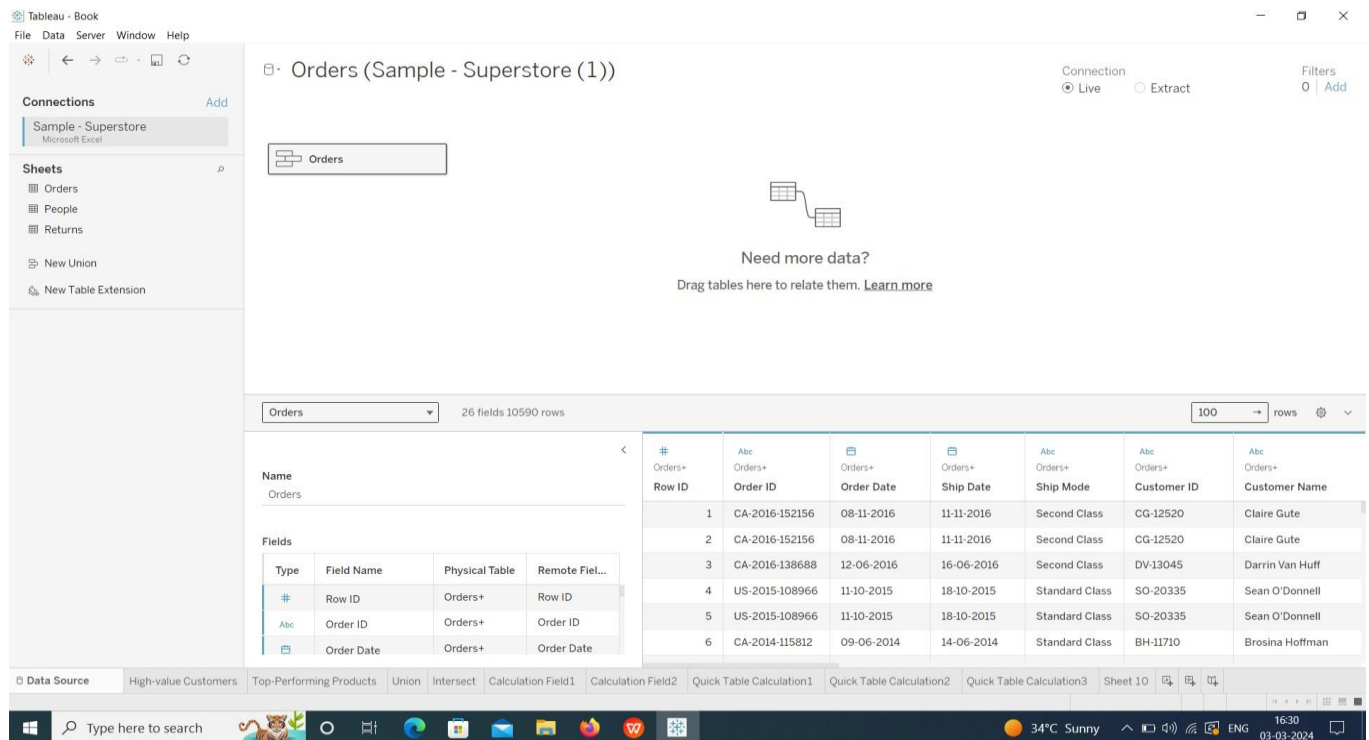 Tableau - Book
File Data Server Window Help
Connections Add
Sample - Superstore
Microsoft Excel
Sheets
Orders
People
Returns
New Union
New Table Extension
Orders (Sample - Superstore (1))
Connection
Live Extract
Filters
0 Add
Orders
Need more data?
Drag tables here to relate them. Learn more
Orders 26 fields 10590 rows
100 → rows
Name
Orders
Fields
Type Field Name Physical Table Remote Fiel...
# Row ID Orders+ Row ID
Abc Order ID Orders+ Order ID
Order Date Orders+ Order Date
# Abc Abc Abc Abc
Orders+ Orders+ Orders+ Orders+ Orders+ Orders+ Orders+
Row ID Order ID Order Date Ship Date Ship Mode Customer ID Customer Name
1 CA-2016-152156 08-11-2016 11-11-2016 Second Class CG-12520 Claire Gute
2 CA-2016-152156 08-11-2016 11-11-2016 Second Class CG-12520 Claire Gute
3 CA-2016-138688 12-06-2016 16-06-2016 Second Class DV-13045 Darrin Van Huff
4 US-2015-108966 11-10-2015 18-10-2015 Standard Class SO-20335 Sean O'Donnell
5 US-2015-108966 11-10-2015 18-10-2015 Standard Class SO-20335 Sean O'Donnell
6 CA-2014-115812 09-06-2014 14-06-2014 Standard Class BH-11710 Brosina Hoffman
Data Source High-value Customers Top-Performing Products Union Intersect Calculation Field1 Calculation Field2 Quick Table Calculation1 Quick Table Calculation2 Quick Table Calculation3 Sheet 10
Type here to search 34°C Sunny ENG 16:30
03-03-2024